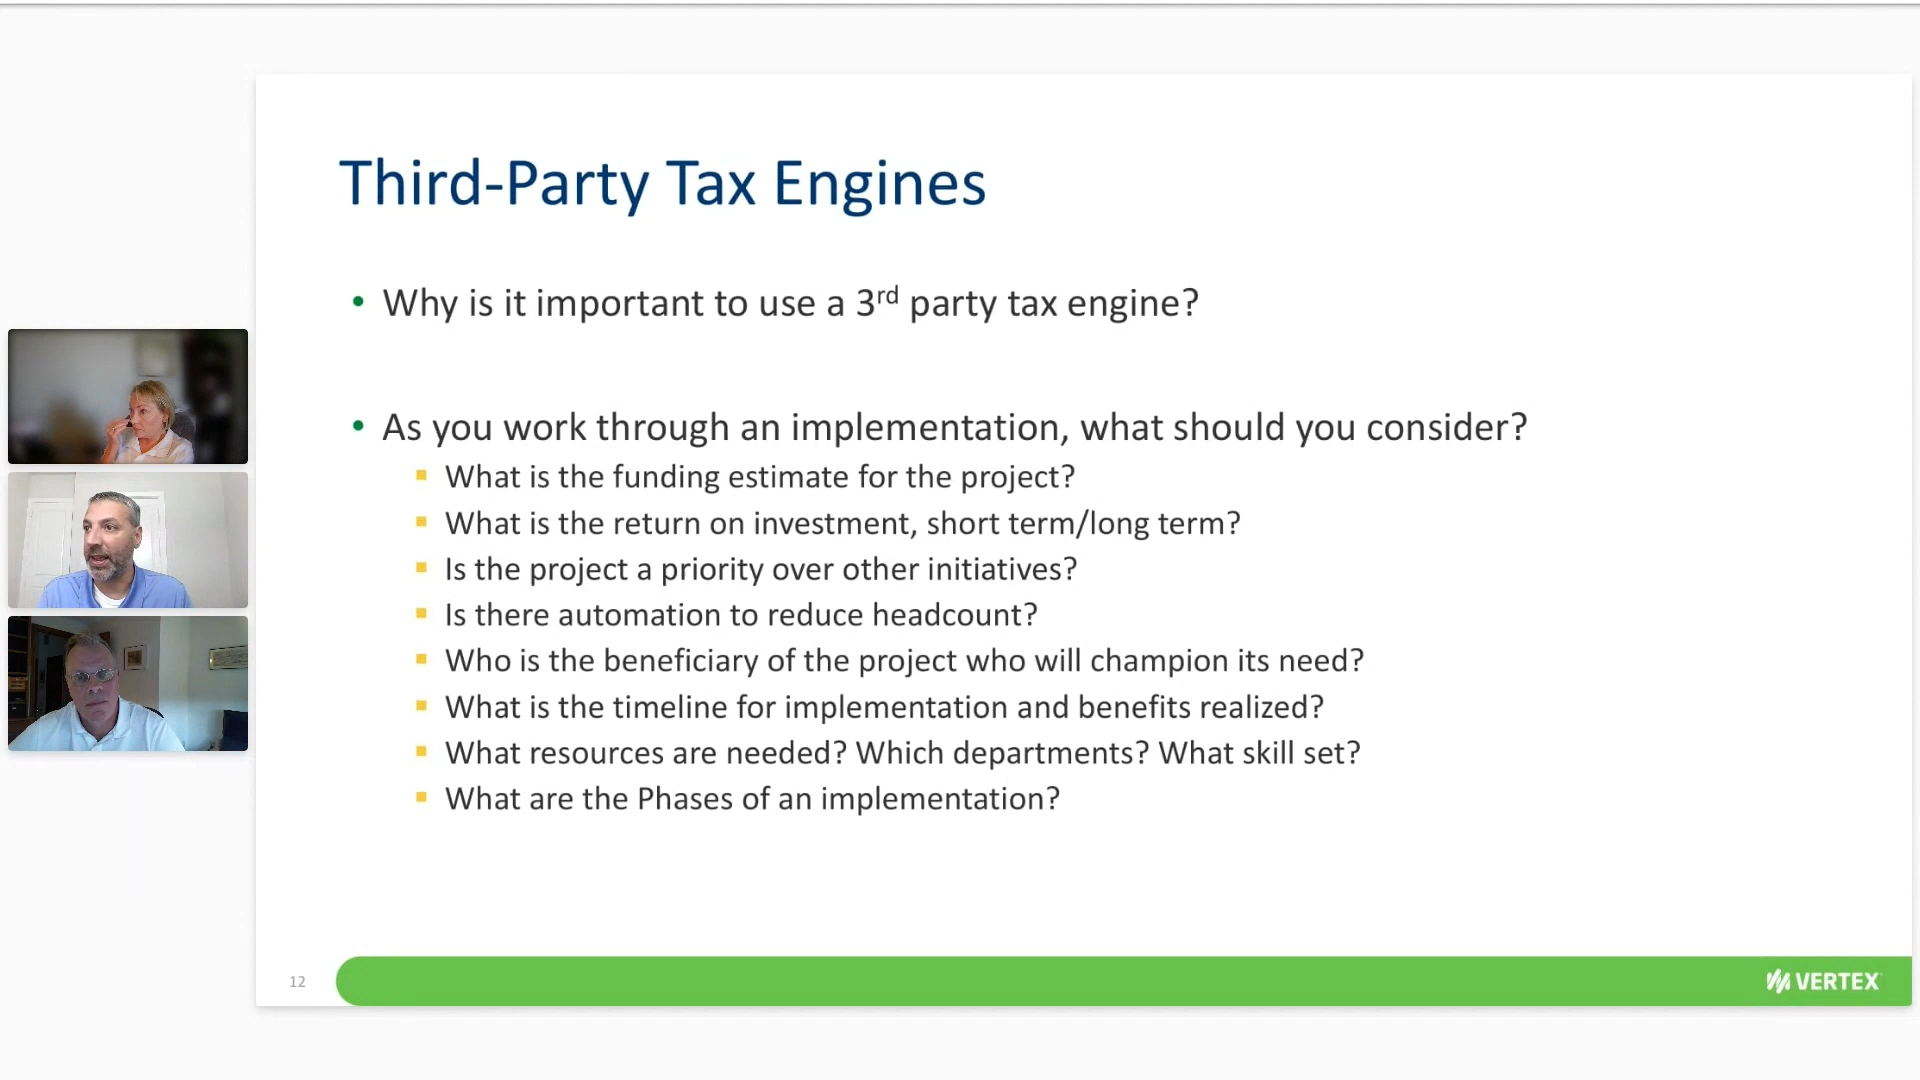 Third-Party Tax Engines
• Why is it important to use a 3rd party tax engine?
• As you work through an implementation, what should you consider?
▪ What is the funding estimate for the project?
▪ What is the return on investment, short term/long term?
▪ Is the project a priority over other initiatives?
▪ Is there automation to reduce headcount?
▪ Who is the beneficiary of the project who will champion its need?
▪ What is the timeline for implementation and benefits realized?
▪ What resources are needed? Which departments? What skill set?
▪ What are the Phases of an implementation?
12
VERTEX